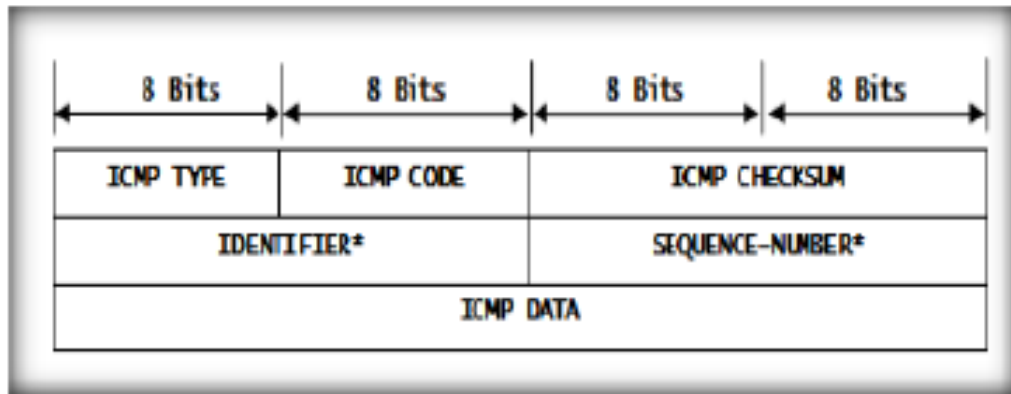 8 Bits 8 Bits 8 Bits 8 Bits
ICMP TYPE ICMP CODE ICMP CHECKSUM
IDENTIFIER* SEQUENCE-NUMBER*
ICMP DATA